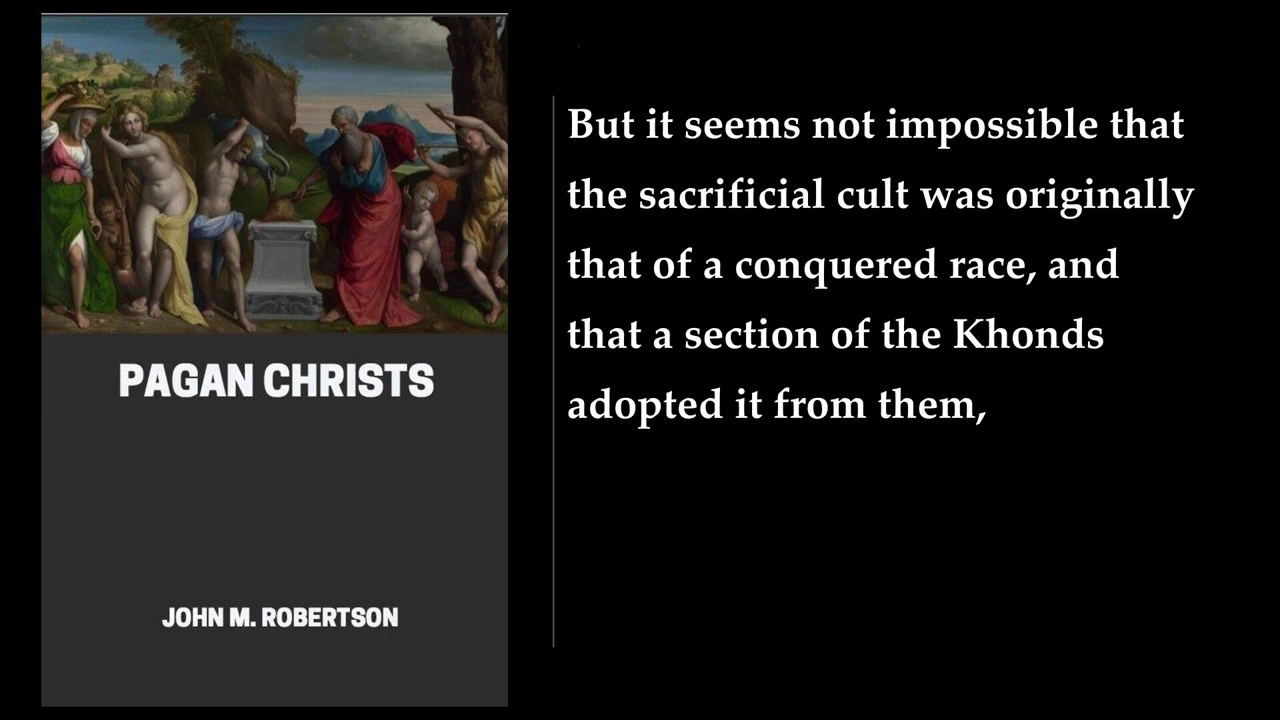 PAGAN CHRISTS
JOHN M. ROBERTSON
But it seems not impossible that
the sacrificial cult was originally
that of a conquered race, and
that a section of the Khonds
adopted it from them,